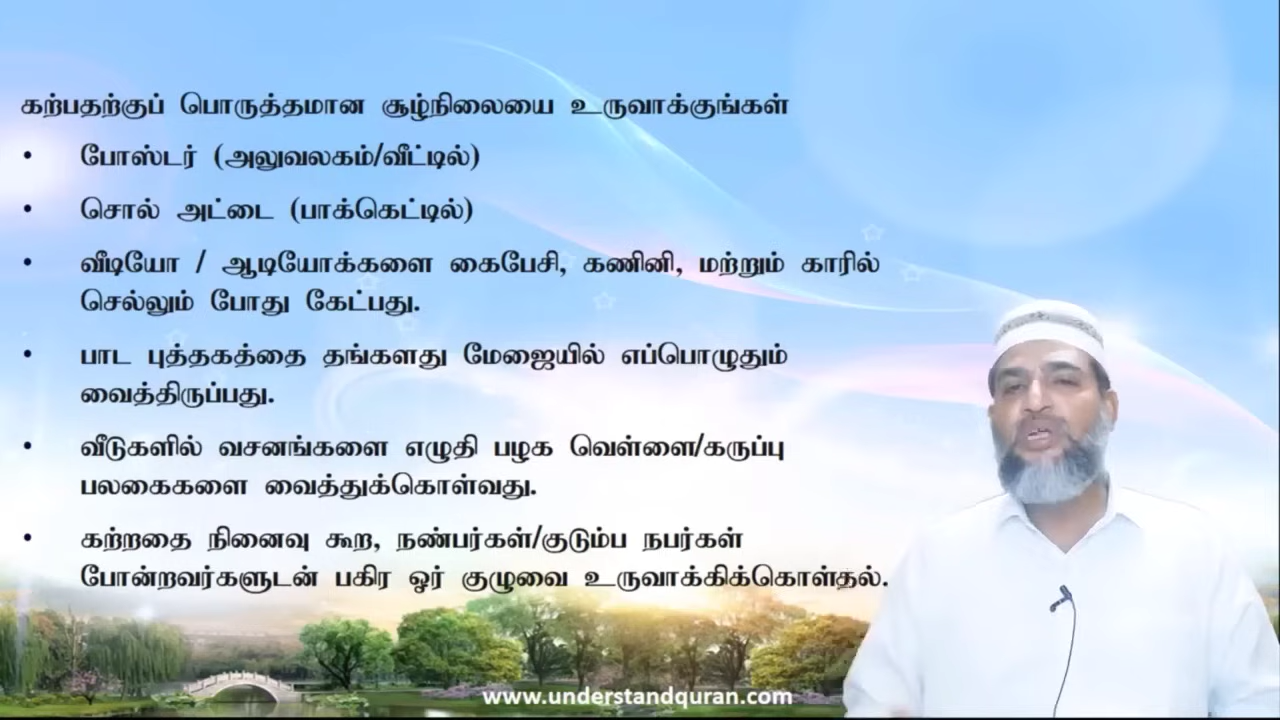 கற்பதற்குப் பொருத்தமான சூழ்நிலையை உருவாக்குங்கள்
• போஸ்டர் (அலுவலகம்/வீட்டில்)
• சொல் அட்டை (பாக்கெட்டில்)
• வீடியோ / ஆடியோக்களை கைபேசி, கணினி, மற்றும் காரில்
செல்லும் போது கேட்பது.
• பாட புத்தகத்தை தங்களது மேஜையில் எப்பொழுதும்
வைத்திருப்பது.
• வீடுகளில் வசனங்களை எழுதி பழக வெள்ளை/கருப்பு
பலகைகளை வைத்துக்கொள்வது.
• கற்றதை நினைவு கூற, நண்பர்கள்/குடும்ப நபர்கள்
போன்றவர்களுடன் பகிர ஓர் குழுவை உருவாக்கிக்கொள்தல்.
www.understandquran.com